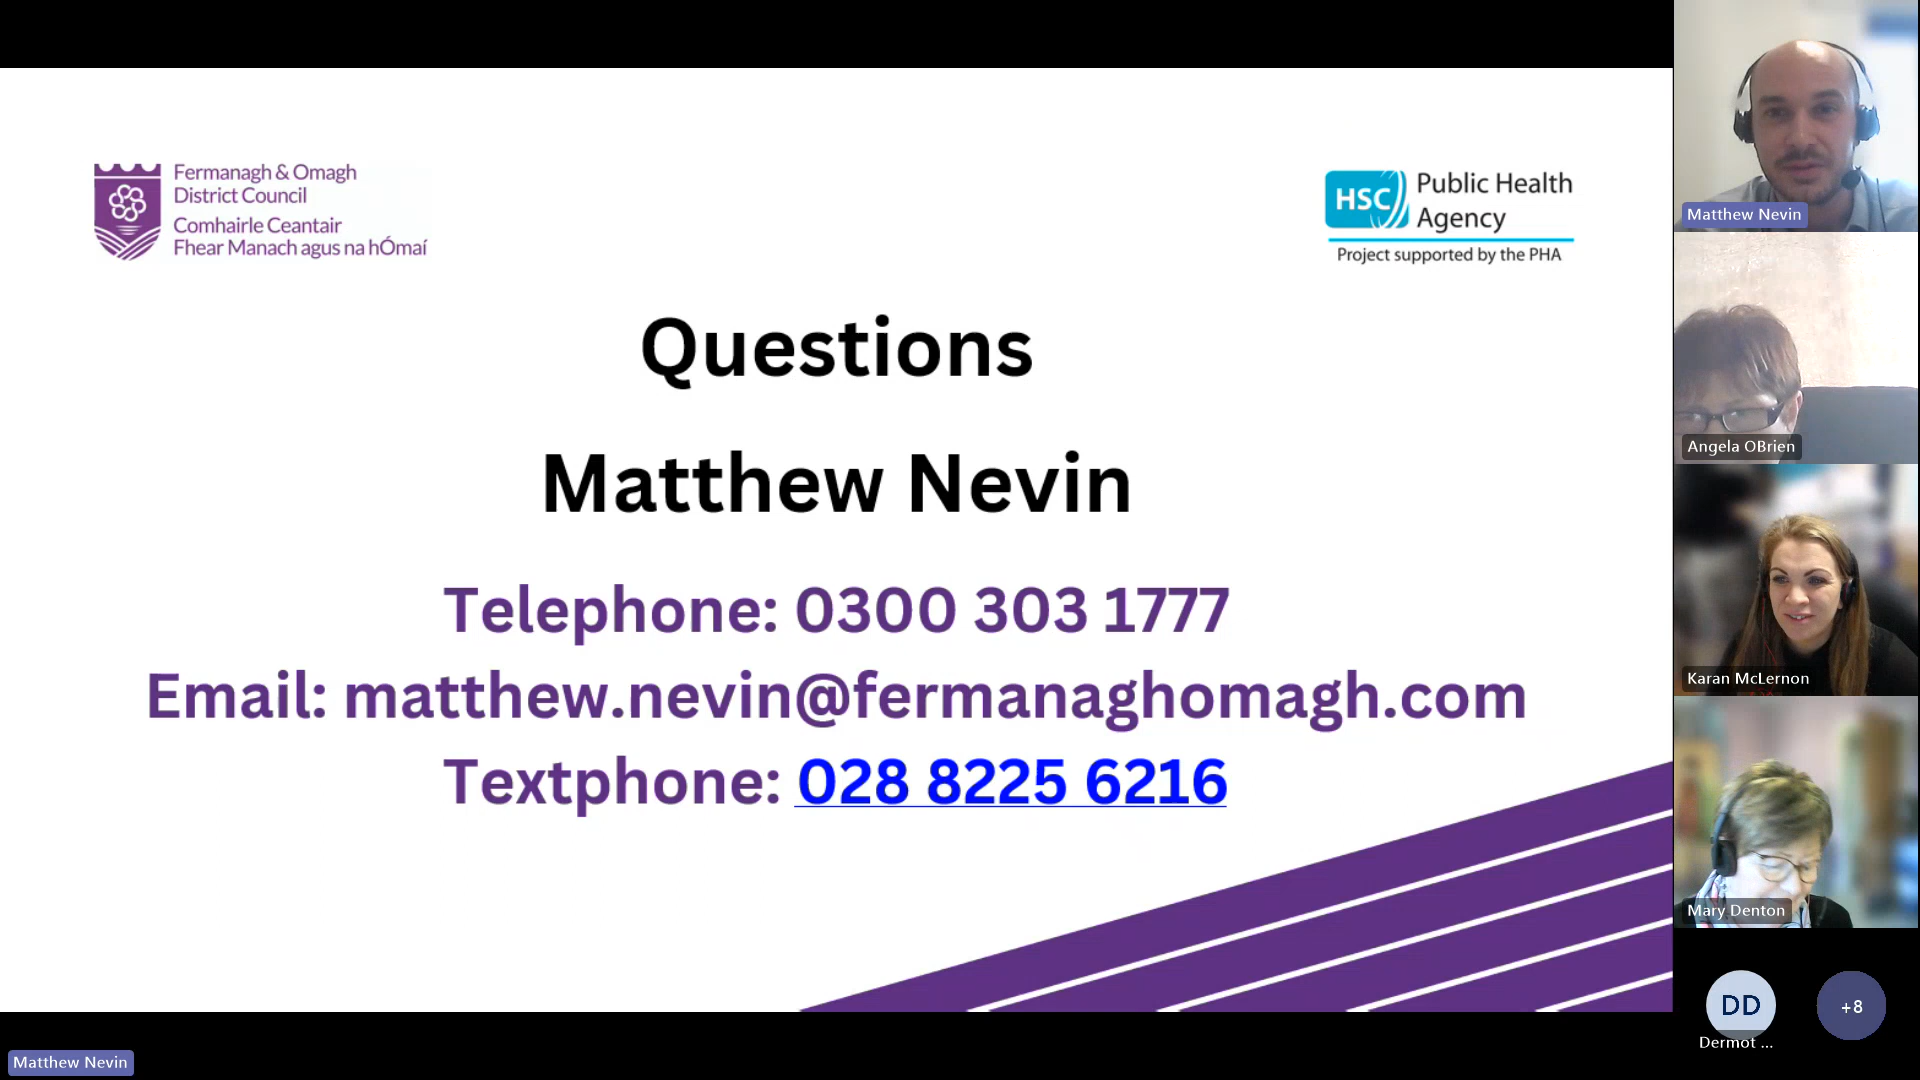 Fermanagh & Omagh
District Council
Comhairle Ceantair
Fhear Manach agus na hÓmaí
HSC
Public Health
Agency
Project supported by the PHA
Questions
Matthew Nevin
Telephone: 0300 303 1777
Email: matthew.nevin@fermanaghomagh.com
Textphone: 028 8225 6216
Matthew Nevin
Angela OBrien
Karan McLernon
Mary Denton
DD
Dermot ...
+8
Matthew Nevin